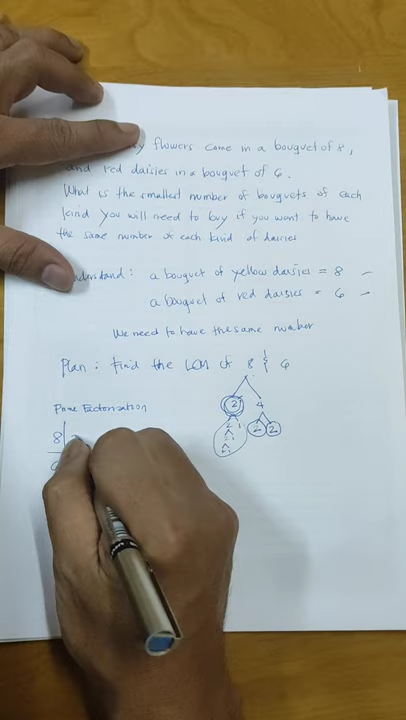 flowers come in a bouquet of 8,
and red daisies in a bouquet of 6.
What is the smallest number of bouquets of each
kind you will need to buy if you want to have
the same number of each kind of dairies
a bouquet of yellow daisies = 8 -
a bouquet of red daisies = 6 -
We need to have the same number
Plan : Find the LCM of 8 & 6
2 4
Prime Factorization
2 1 2 2
8